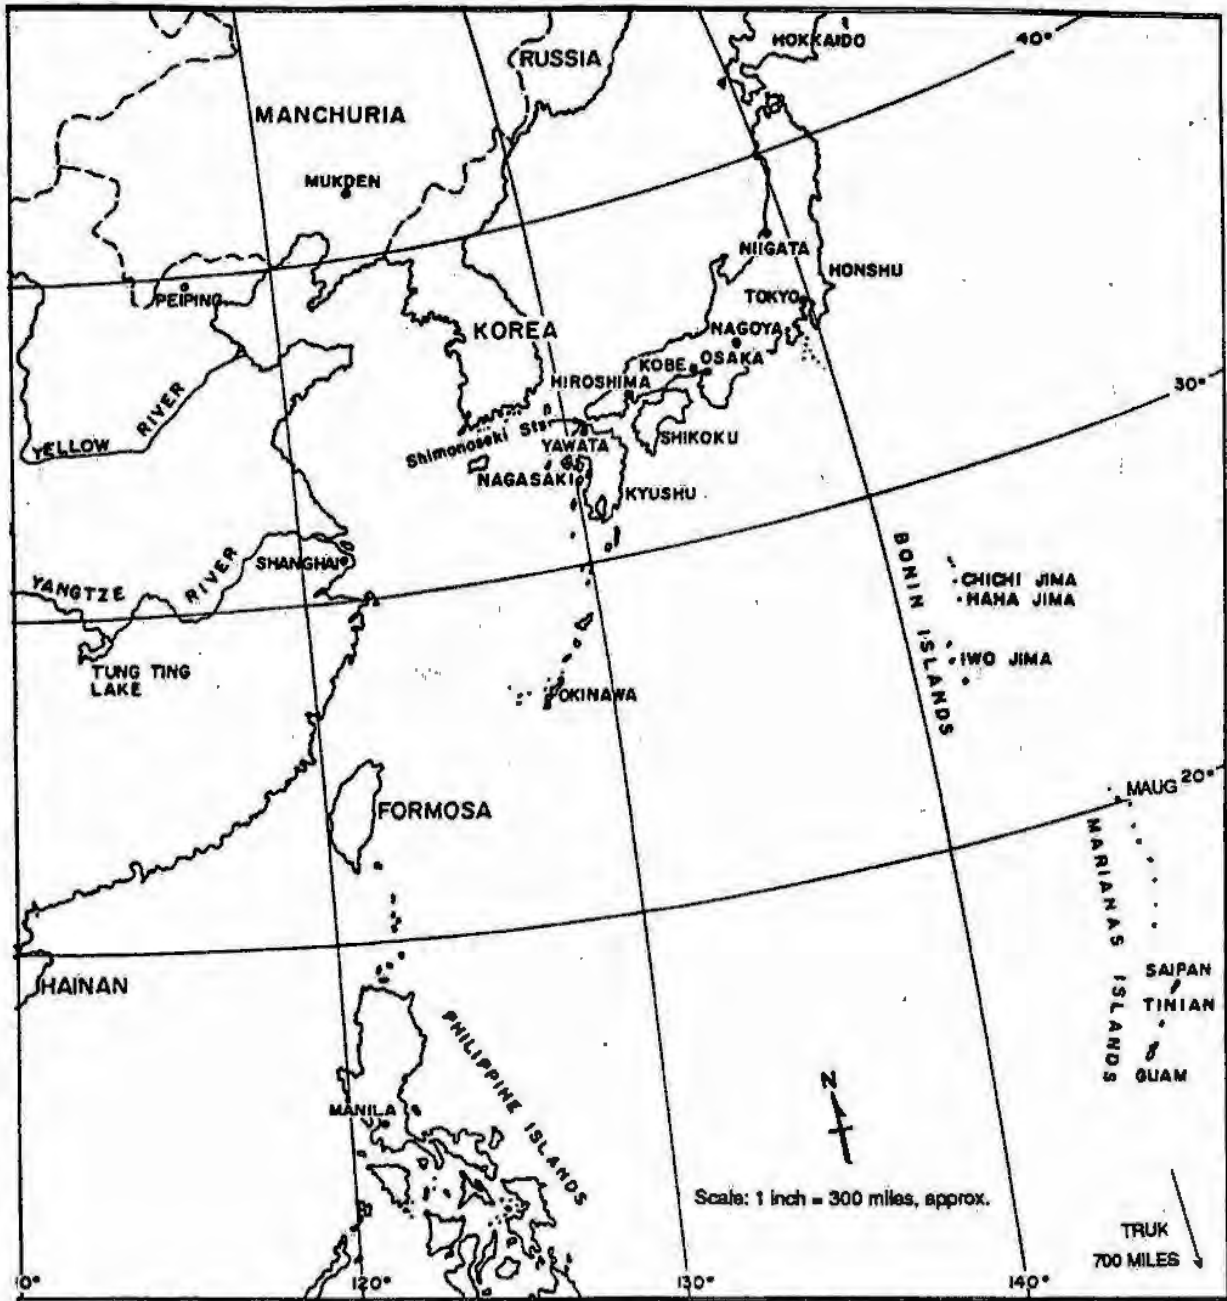 HOKKAIDO
40°
RUSSIA
MANCHURIA
MUKDEN
NIIGATA
HONSHU
PEIPING
TOKYO
KOREA
NAGOYA
KOBE
OSAKA
HIROSHIMA
30°
YELLOW RIVER
Shimonoseki Sts.
YAWATA
SHIKOKU
NAGASAKI
KYUSHU
YANGTZE RIVER
SHANGHAI
BONIN ISLANDS
CHICHI JIMA
HAHA JIMA
IWO JIMA
TUNG TING
LAKE
OKINAWA
MAUG
20°
FORMOSA
MARIANAS ISLANDS
HAINAN
SAIPAN
TINIAN
GUAM
PHILIPPINE ISLANDS
MANILA
N
Scale: 1 inch = 300 miles, approx.
TRUK
700 MILES
10°
120°
130°
140°